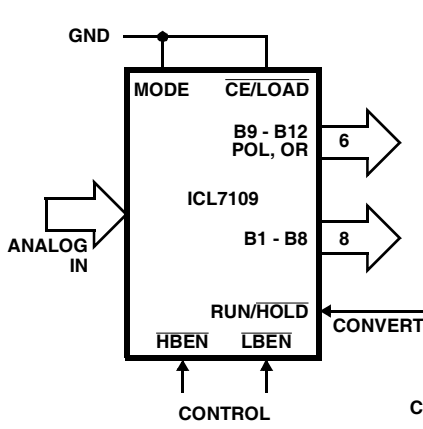 GND
MODE CE/LOAD
B9 - B12
POL, OR
6
ICL7109
ANALOG
IN
B1 - B8
8
RUN/HOLD
CONVERT
HBEN LBEN
CONTROL
C